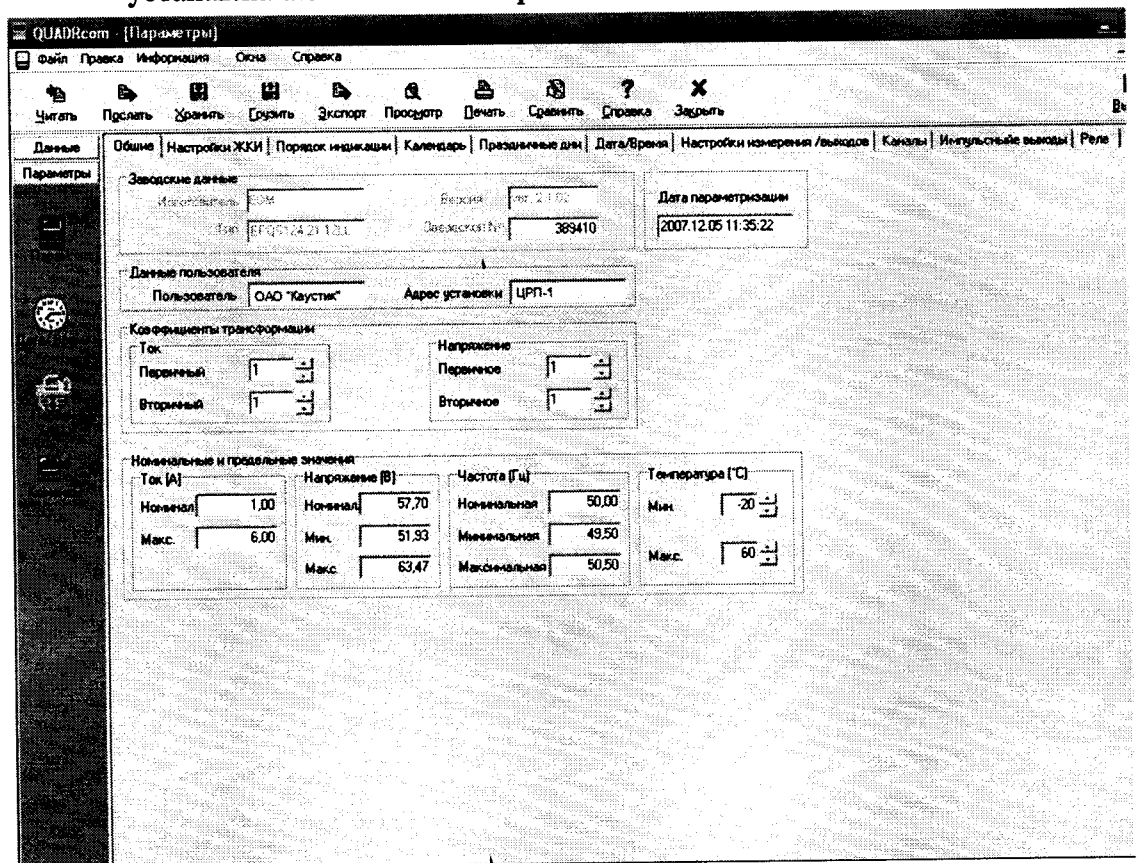 QUADRcom - [Параметры]
Файл Правка Информация Окна Справка
Читать Послать Хранить Грузить Экспорт Просмотр Печать Сравнить Справка Закрыть
Данные
Параметры
Общие Настройки ЖКИ Порядок индикации Календарь Праздничные дни Дата/Время Настройки измерения /выходов Каналы Импульсные выходы Реле
Заводские данные
Изготовитель EQM Версия
Тип Заводской № 389410
Дата параметризации
2007.12.05 11:35:22
Данные пользователя
Пользователь ОАО "Каустик" Адрес установки ЦРП-1
Коэффициенты трансформации
Ток
Первичный 1
Вторичный 1
Напряжение
Первичное 1
Вторичное 1
Номинальные и предельные значения
Ток [А]
Номинал 1,00
Макс. 6,00
Напряжение [В]
Номинал 57,70
Мин. 51,93
Макс. 63,47
Частота [Гц]
Номинальная 50,00
Минимальная 49,50
Максимальная 50,50
Температура [°C]
Мин. -20
Макс. 60